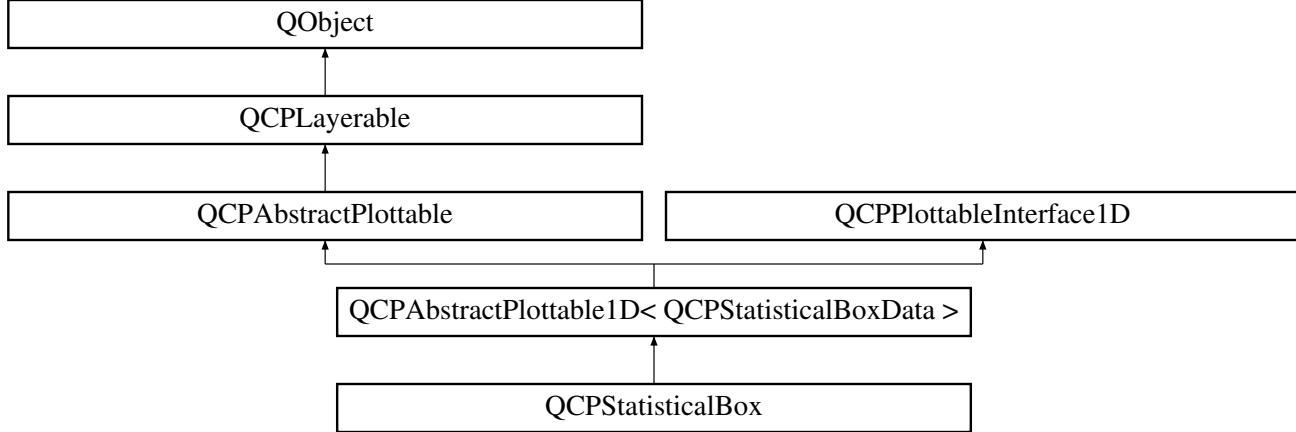 QObject
QCPLayerable
QCPAbstractPlottable
QCPPlottableInterface1D
QCPAbstractPlottable1D< QCPStatisticalBoxData >
QCPStatisticalBox